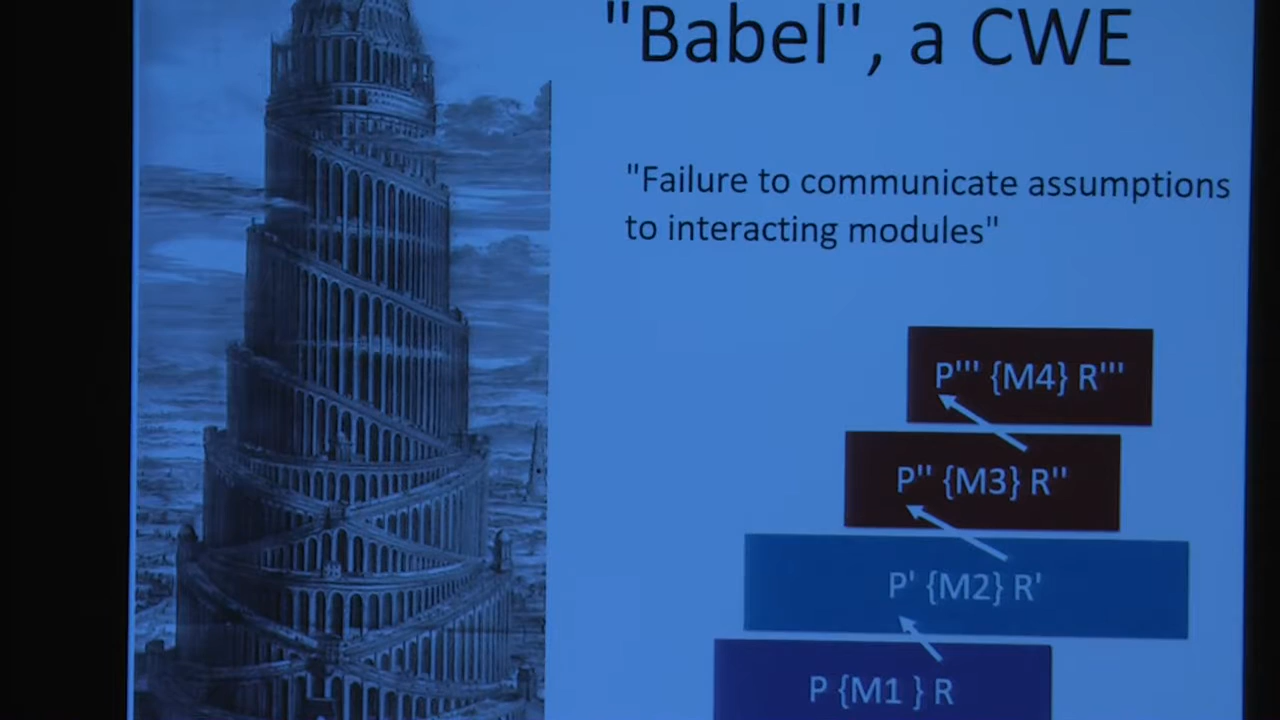 "Babel", a CWE
"Failure to communicate assumptions
to interacting modules"
P''' {M4} R'''
P'' {M3} R''
P' {M2} R'
P {M1 } R